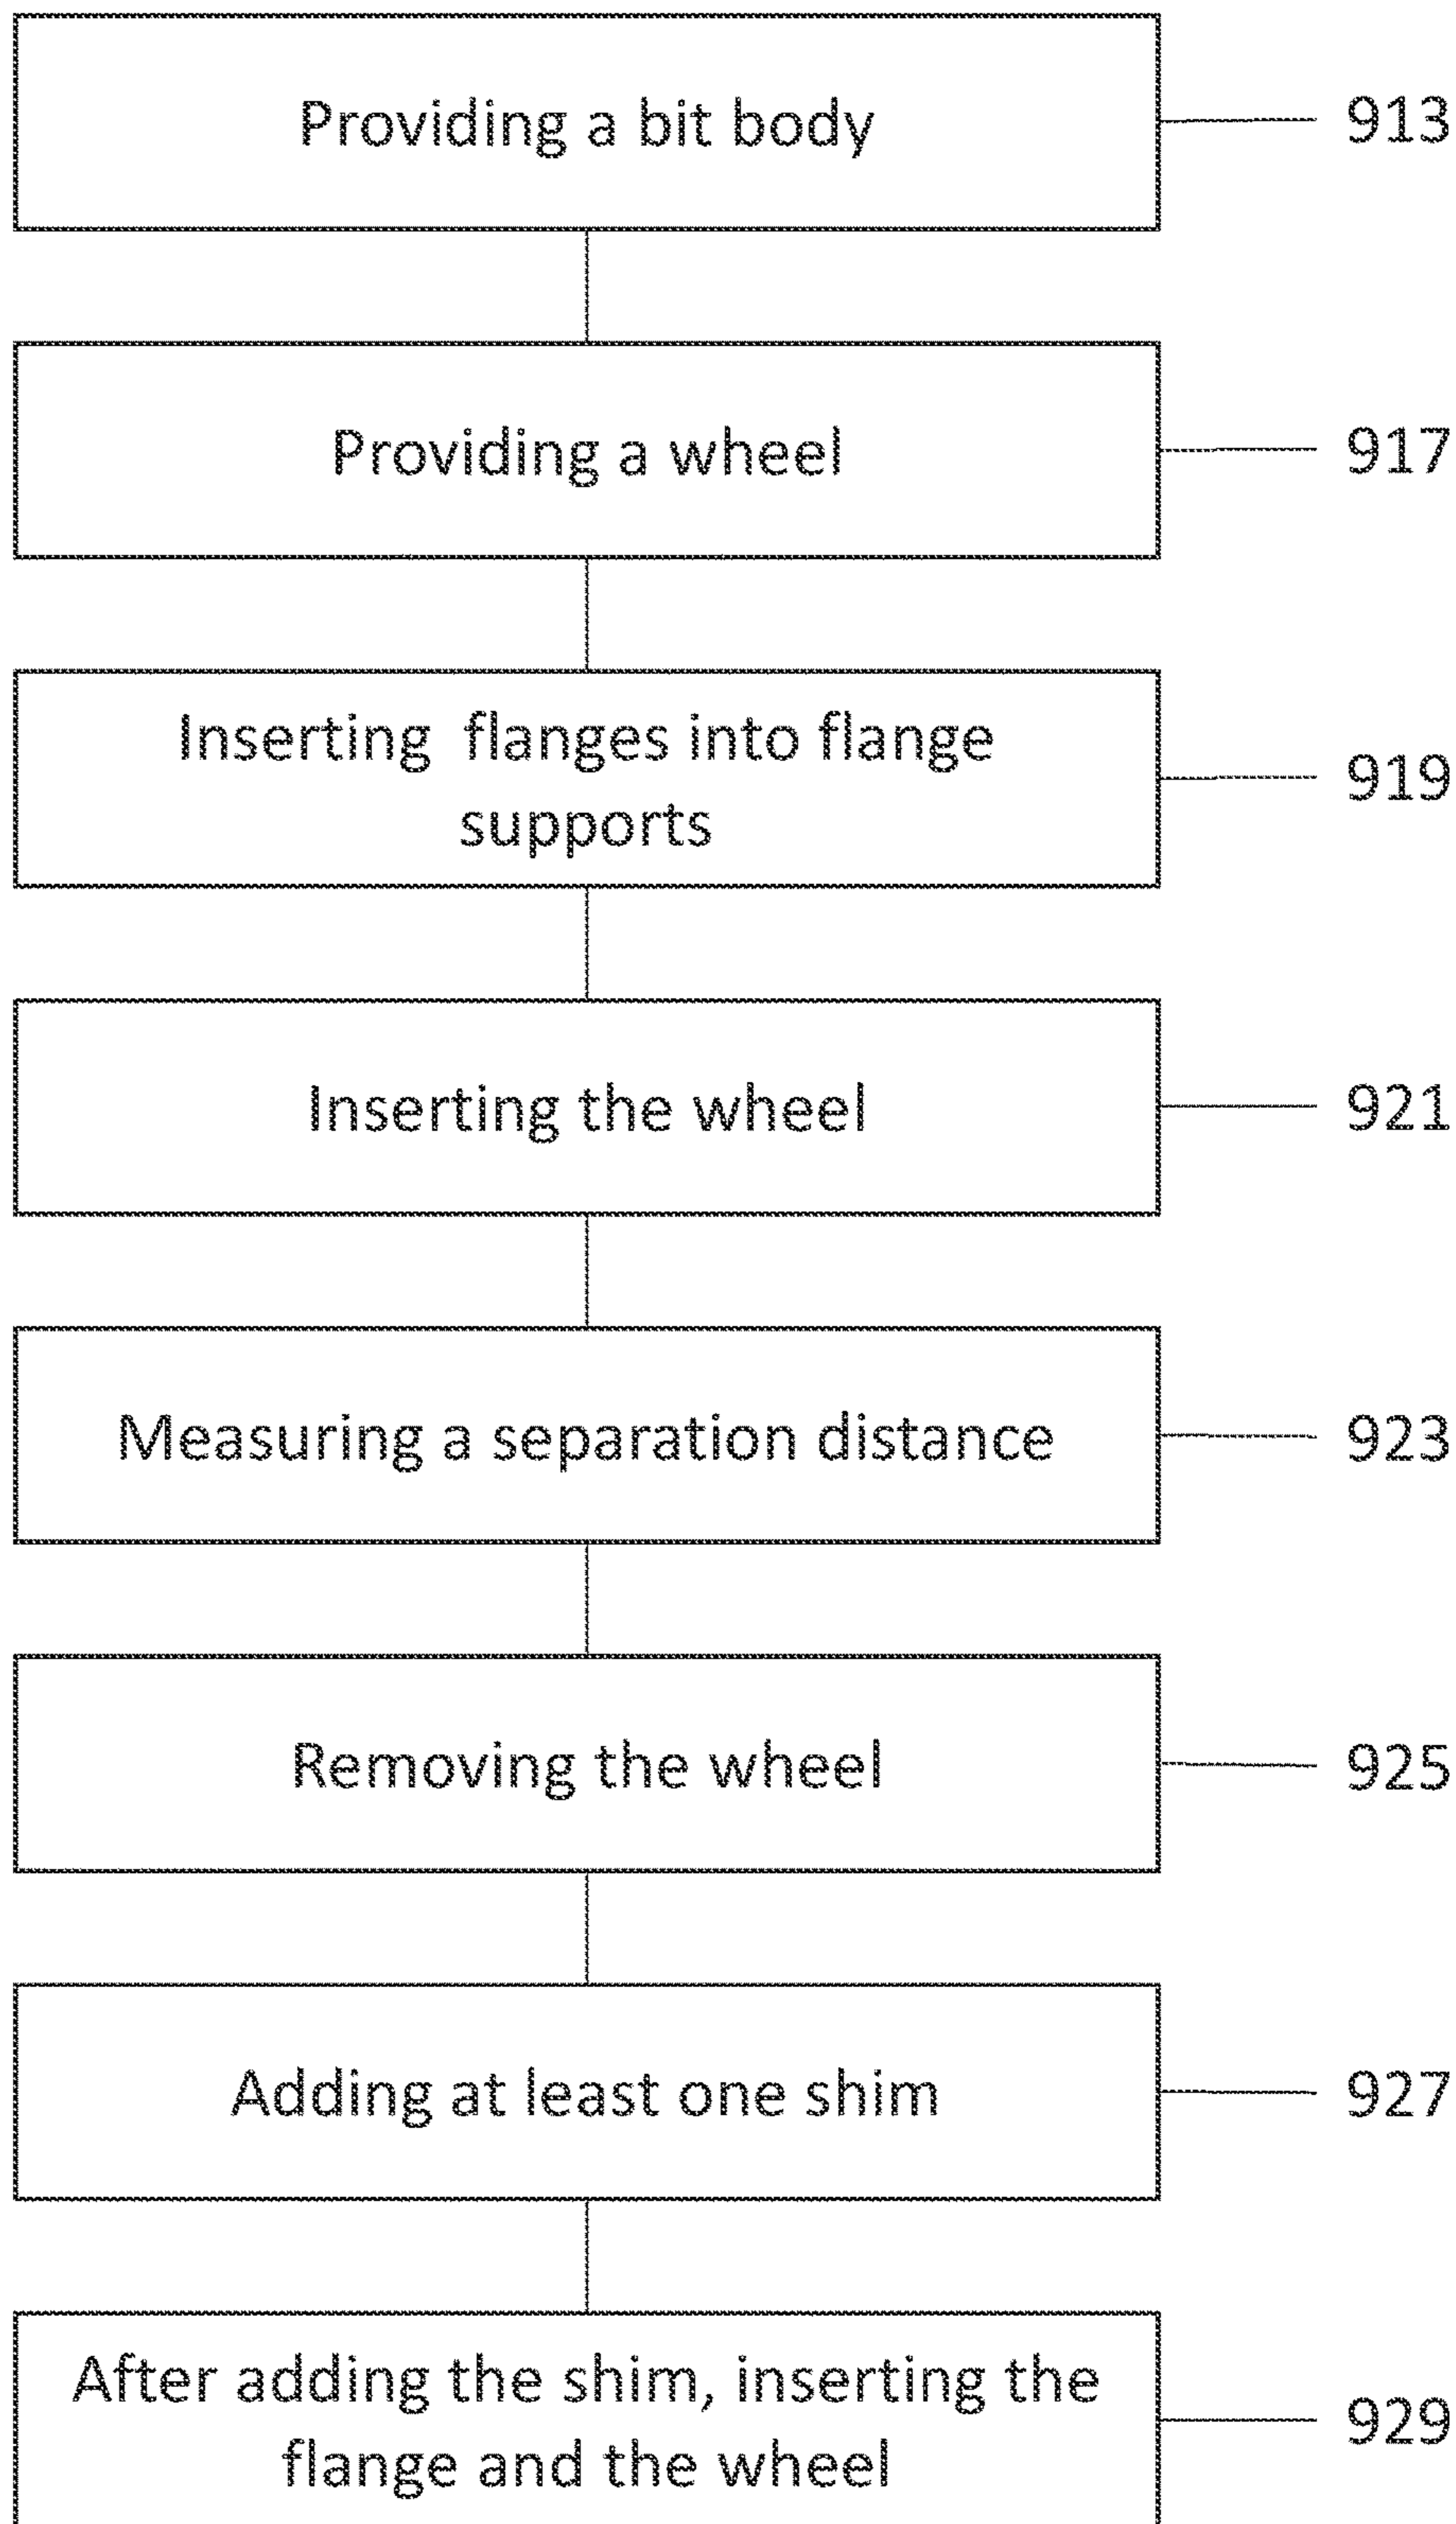 Providing a bit body 913
Providing a wheel 917
Inserting flanges into flange
supports
919
Inserting the wheel 921
Measuring a separation distance 923
Removing the wheel 925
Adding at least one shim 927
After adding the shim, inserting the
flange and the wheel
929